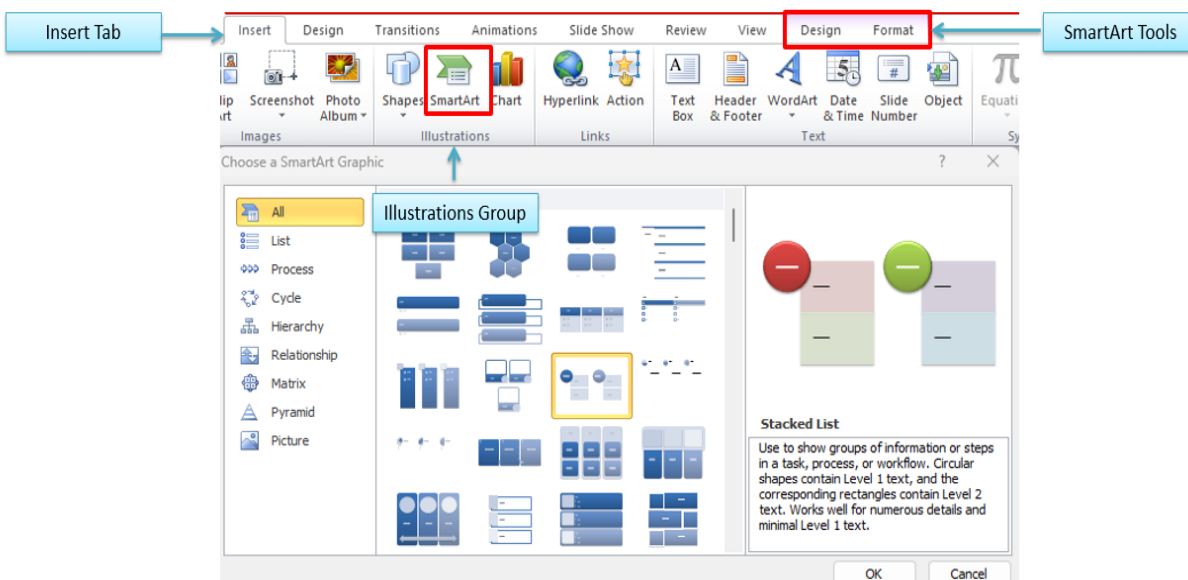 Insert Tab
Insert Design Transitions Animations Slide Show Review View Design Format
SmartArt Tools
lip Screenshot Photo Shapes SmartArt Chart Hyperlink Action Text Header WordArt Date Slide Object Equati
Art Album Box & Footer & Time Number
Images Illustrations Links Text Sy
Choose a SmartArt Graphic ? X
Illustrations Group
All
List
Process
Cycle
Hierarchy
Relationship
Matrix
Pyramid
Picture
Stacked List
Use to show groups of information or steps
in a task, process, or workflow. Circular
shapes contain Level 1 text, and the
corresponding rectangles contain Level 2
text. Works well for numerous details and
minimal Level 1 text.
OK Cancel